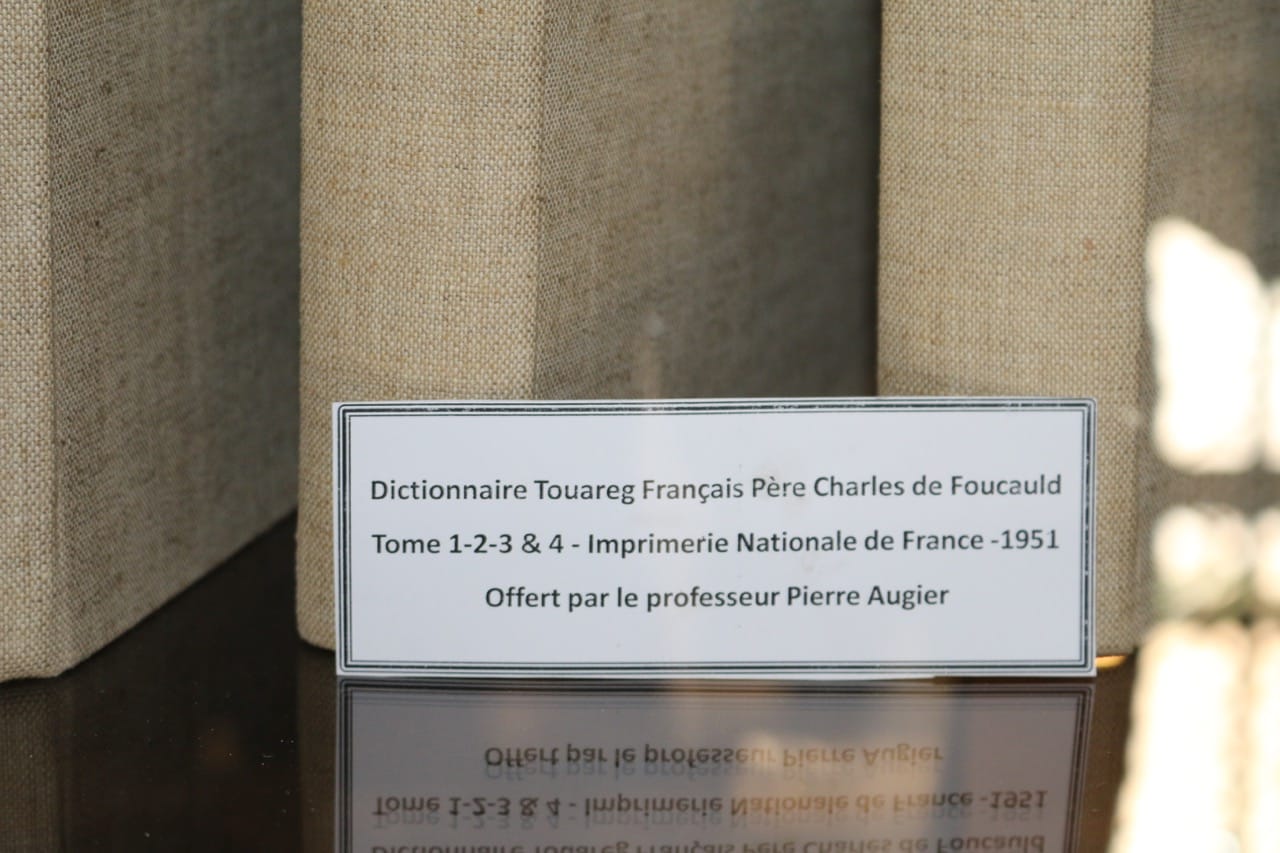 Dictionnaire Touareg Français Père Charles de Foucauld
Tome 1-2-3 & 4 - Imprimerie Nationale de France -1951
Offert par le professeur Pierre Augier